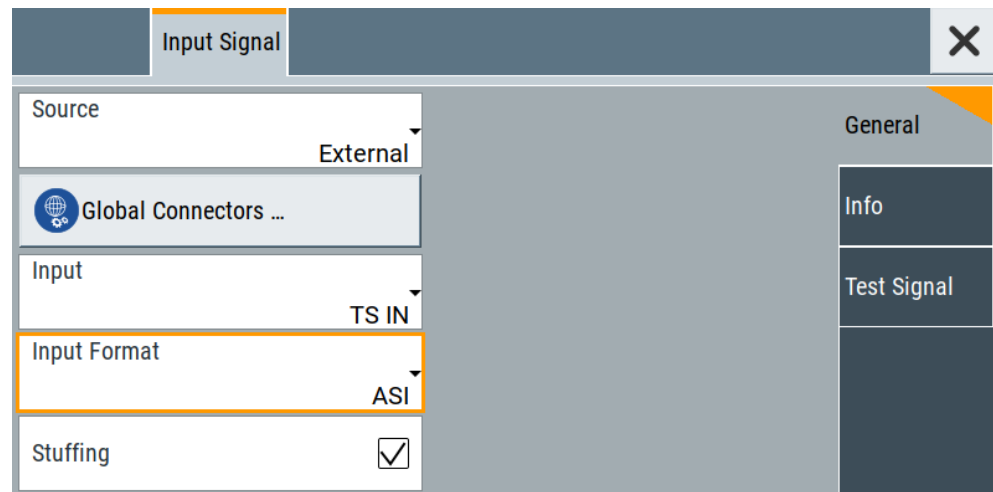 Input Signal
Source
External
Global Connectors ...
Input
TS IN
Input Format
ASI
Stuffing
General
Info
Test Signal